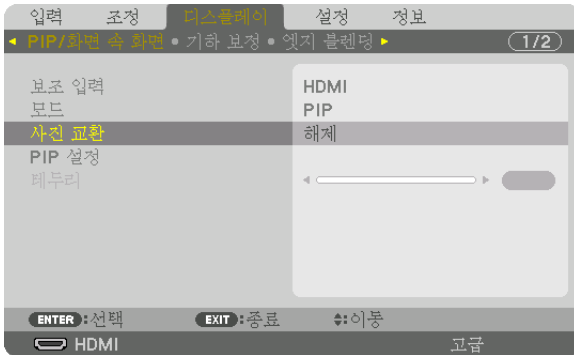 입력 조정 디스플레이 설정 정보
PIP/화면 속 화면 • 기하 보정 • 엣지 블렌딩 1/2
보조 입력 HDMI
모드 PIP
사진 교환 해제
PIP 설정
테두리
ENTER :선택 EXIT :종료 :이동
HDMI 고급